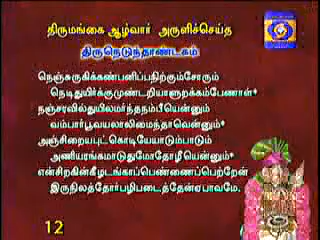 திருமங்கை ஆழ்வார் அருளிச்செய்த
திருநெடுந்தாண்டகம்
நெஞ்சுருகிக்கண்பனிப்பநிற்கும்சோரும்
நெடிதுயிர்க்குமுண்டறியாளுறக்கம்பேணாள்*
நஞ்சரவில்துயிலமர்ந்தநம்பீயென்னும்
வம்பார்பூவயலாலிமைந்தாவென்னும்*
அஞ்சிறையபுட்கொடியேயாடும்பாடும்
அணியரங்கமாடுதுமோதோழீயென்னும்*
என்சிறகின்கீழடங்காப்பெண்ணைப்பெற்றேன்
இருநிலத்தோர்பழிபடைத்தேன்ஏபாவமே.
12